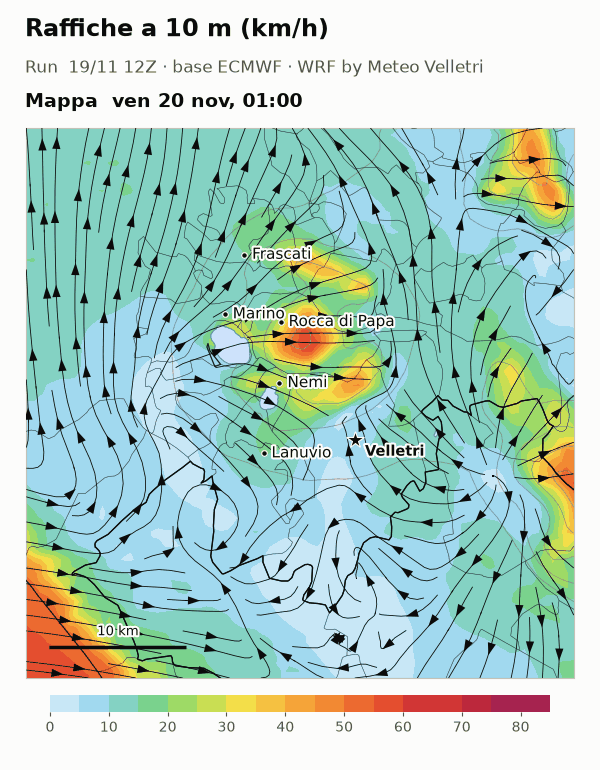 Raffiche a 10 m (km/h)
Run  19/11 12Z · base ECMWF · WRF by Meteo Velletri
Mappa  ven 20 nov, 01:00
Frascati
Marino
Rocca di Papa
Nemi
Velletri
Lanuvio
10 km
0 10 20 30 40 50 60 70 80